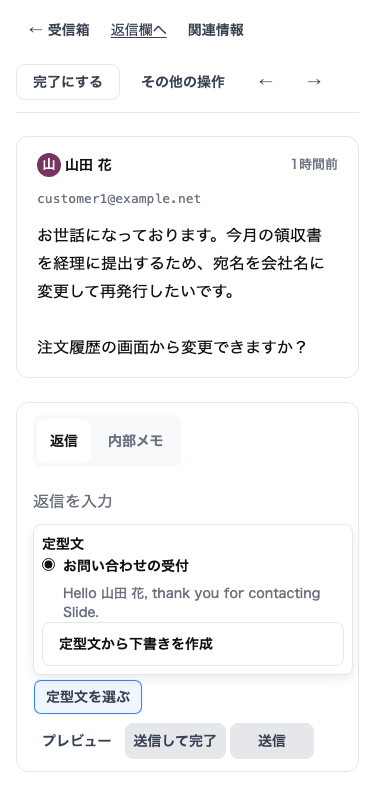 ← 受信箱 返信欄へ 関連情報
完了にする その他の操作 ← →
山 山田 花 1時間前
customer1@example.net
お世話になっております。今月の領収書
を経理に提出するため、宛名を会社名に
変更して再発行したいです。
注文履歴の画面から変更できますか？
返信 内部メモ
返信を入力
定型文
お問い合わせの受付
Hello 山田 花, thank you for contacting
Slide.
定型文から下書きを作成
定型文を選ぶ
プレビュー 送信して完了 送信